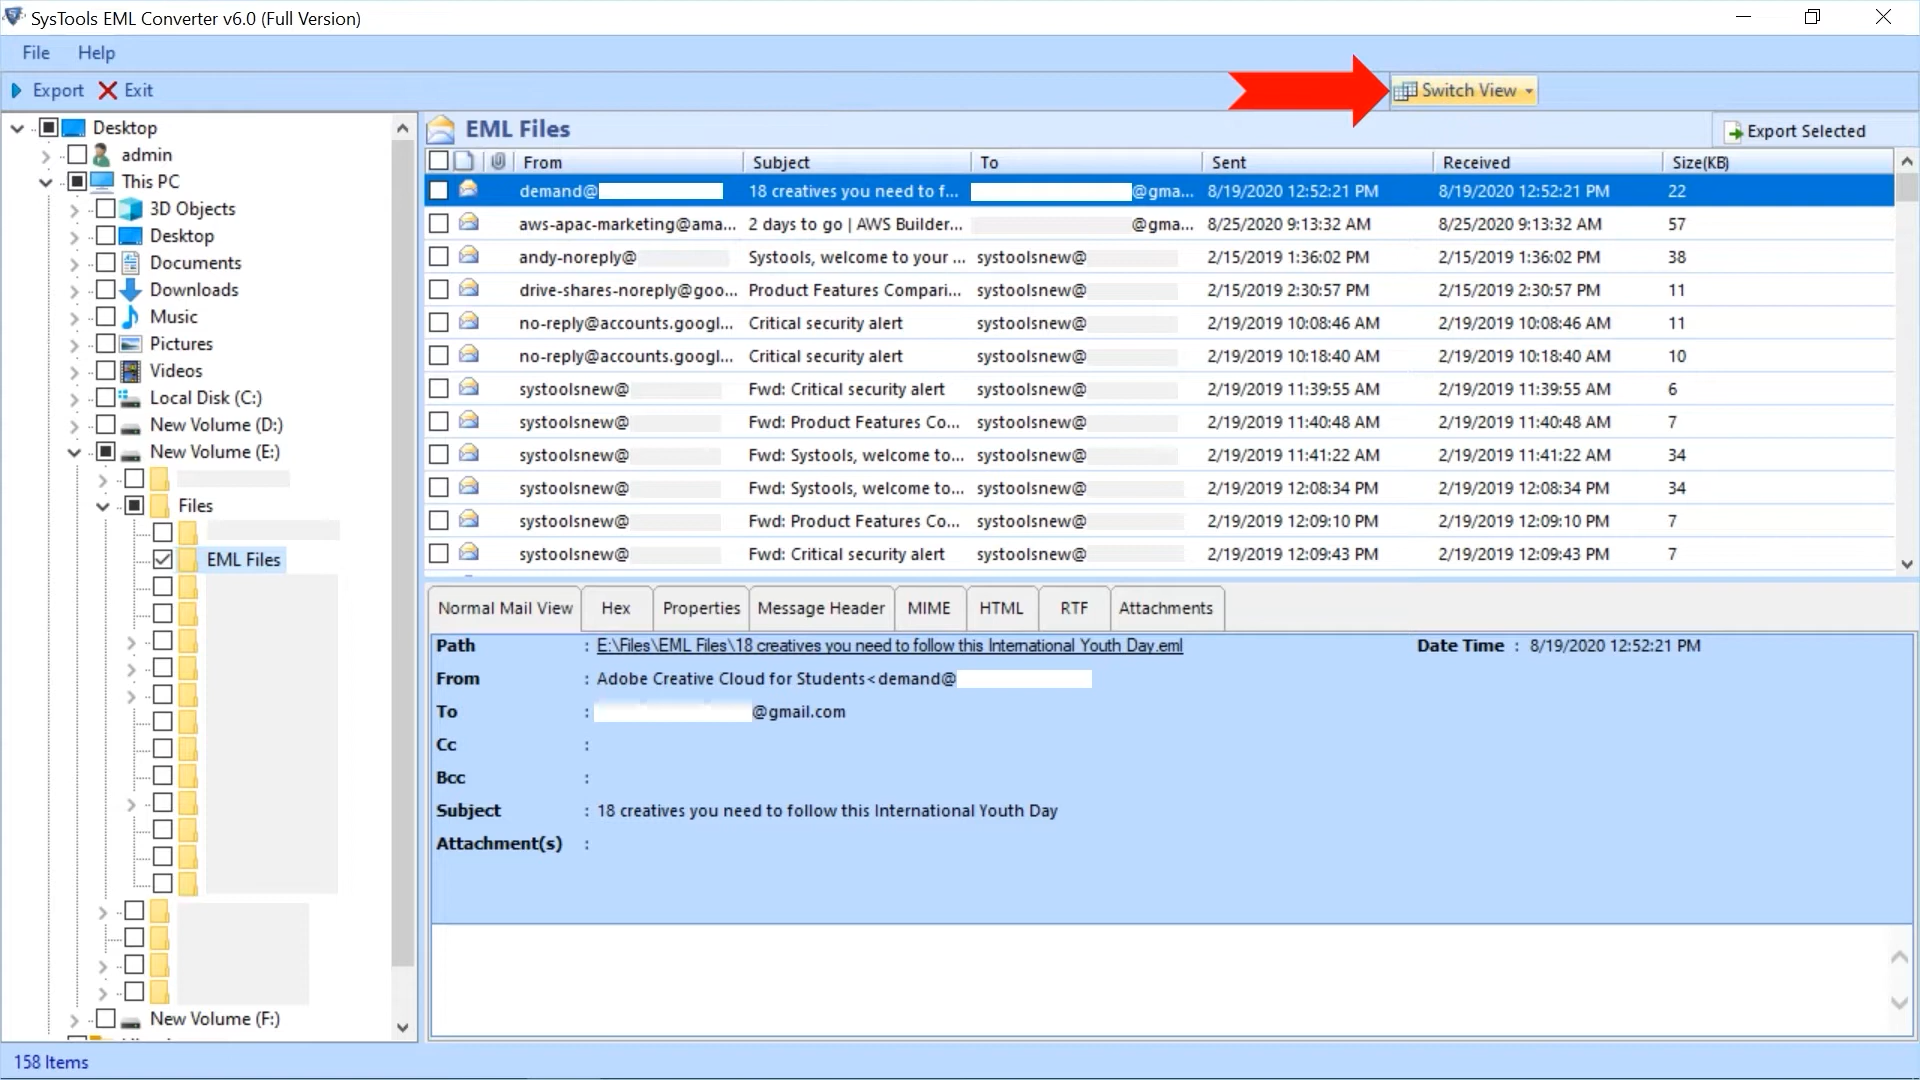 SysTools EML Converter v6.0 (Full Version)
File Help
Export Exit Switch View
Desktop
admin
This PC
3D Objects
Desktop
Documents
Downloads
Music
Pictures
Videos
Local Disk (C:)
New Volume (D:)
New Volume (E:)
Files
EML Files
New Volume (F:)
EML Files
Export Selected
From Subject To Sent Received Size(KB)
demand@ 18 creatives you need to f... @gma... 8/19/2020 12:52:21 PM 8/19/2020 12:52:21 PM 22
aws-apac-marketing@ama... 2 days to go | AWS Builder... @gma... 8/25/2020 9:13:32 AM 8/25/2020 9:13:32 AM 57
andy-noreply@ Systools, welcome to your ... systoolsnew@ 2/15/2019 1:36:02 PM 2/15/2019 1:36:02 PM 38
drive-shares-noreply@goo... Product Features Compari... systoolsnew@ 2/15/2019 2:30:57 PM 2/15/2019 2:30:57 PM 11
no-reply@accounts.googl... Critical security alert systoolsnew@ 2/19/2019 10:08:46 AM 2/19/2019 10:08:46 AM 11
no-reply@accounts.googl... Critical security alert systoolsnew@ 2/19/2019 10:18:40 AM 2/19/2019 10:18:40 AM 10
systoolsnew@ Fwd: Critical security alert systoolsnew@ 2/19/2019 11:39:55 AM 2/19/2019 11:39:55 AM 6
systoolsnew@ Fwd: Product Features Co... systoolsnew@ 2/19/2019 11:40:48 AM 2/19/2019 11:40:48 AM 7
systoolsnew@ Fwd: Systools, welcome to... systoolsnew@ 2/19/2019 11:41:22 AM 2/19/2019 11:41:22 AM 34
systoolsnew@ Fwd: Systools, welcome to... systoolsnew@ 2/19/2019 12:08:34 PM 2/19/2019 12:08:34 PM 34
systoolsnew@ Fwd: Product Features Co... systoolsnew@ 2/19/2019 12:09:10 PM 2/19/2019 12:09:10 PM 7
systoolsnew@ Fwd: Critical security alert systoolsnew@ 2/19/2019 12:09:43 PM 2/19/2019 12:09:43 PM 7
Normal Mail View Hex Properties Message Header MIME HTML RTF Attachments
Path : E:\Files\EML Files\18 creatives you need to follow this International Youth Day.eml Date Time : 8/19/2020 12:52:21 PM
From : Adobe Creative Cloud for Students<demand@
To : @gmail.com
Cc :
Bcc :
Subject : 18 creatives you need to follow this International Youth Day
Attachment(s) :
158 Items